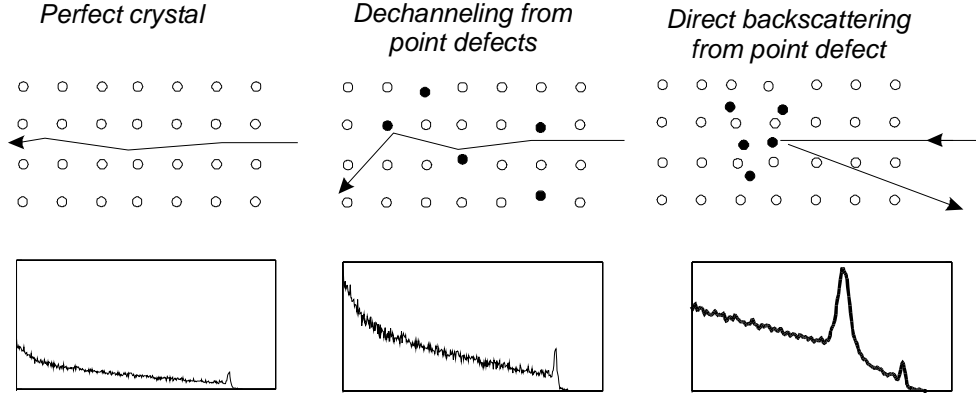 Perfect crystal
Dechanneling from
point defects
Direct backscattering
from point defect